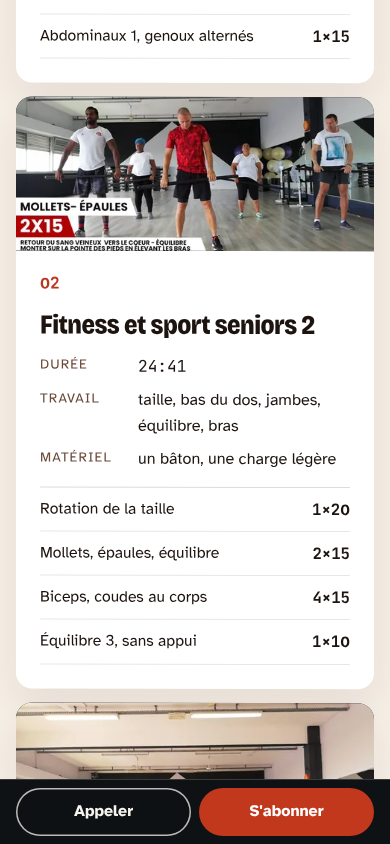 Abdominaux 1, genoux alternés 1×15
MOLLETS- ÉPAULES
2X15
RETOUR DU SANG VEINEUX VERS LE CŒUR - ÉQUILIBRE
MONTER SUR LA POINTE DES PIEDS EN ÉLEVANT LES BRAS
02
Fitness et sport seniors 2
DURÉE 24:41
TRAVAIL taille, bas du dos, jambes,
équilibre, bras
MATÉRIEL un bâton, une charge légère
Rotation de la taille 1×20
Mollets, épaules, équilibre 2×15
Biceps, coudes au corps 4×15
Équilibre 3, sans appui 1×10
Appeler S'abonner